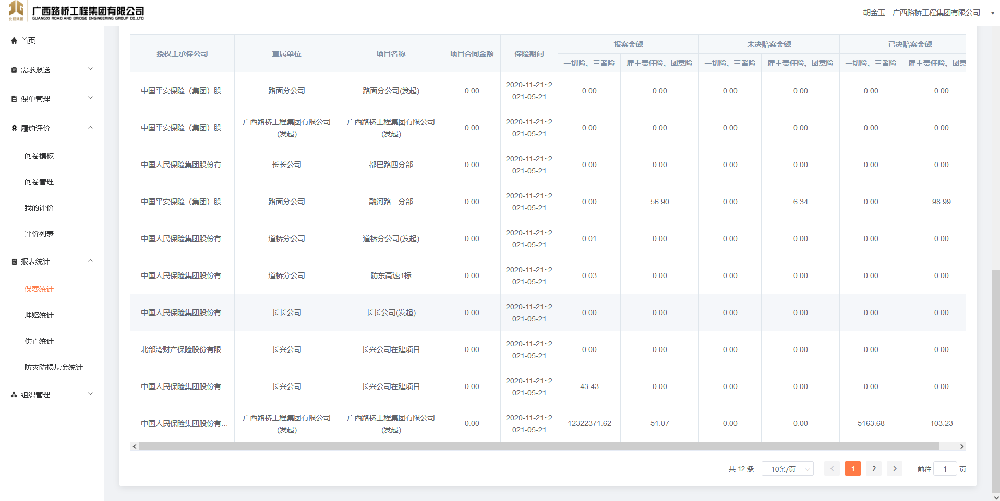 北投集团
广西路桥工程集团有限公司
GUANGXI ROAD AND BRIDGE ENGINEERING GROUP CO.,LTD.
胡金玉 广西路桥工程集团有限公司
首页
需求报送
保单管理
履约评价
问卷模板
问卷管理
我的评价
评价列表
报表统计
保费统计
理赔统计
伤亡统计
防灾防损基金统计
组织管理
授权主承保公司 直属单位 项目名称 项目合同金额 保险期间 报案金额 未决赔案金额 已决赔案金额
一切险、三者险 雇主责任险、团意险 一切险、三者险 雇主责任险、团意险 一切险、三者险 雇主责任险、团意
中国平安保险（集团）股... 路面分公司 路面分公司(发起) 0.00 2020-11-21~2
021-05-21 0.00 0.00 0.00 0.00 0.00 0.00
中国平安保险（集团）股... 广西路桥工程集团有限公司
(发起) 广西路桥工程集团有限公司
(发起) 0.00 2020-11-21~2
021-05-21 0.00 0.00 0.00 0.00 0.00 0.00
中国人民保险集团股份有... 长长公司 都巴路四分部 0.00 2020-11-21~2
021-05-21 0.00 0.00 0.00 0.00 0.00 0.00
中国平安保险（集团）股... 路面分公司 融河路一分部 0.00 2020-11-21~2
021-05-21 0.00 56.90 0.00 6.34 0.00 98.99
中国人民保险集团股份有... 道桥分公司 道桥分公司(发起) 0.00 2020-11-21~2
021-05-21 0.01 0.00 0.00 0.00 0.00 0.00
中国人民保险集团股份有... 道桥分公司 防东高速1标 0.00 2020-11-21~2
021-05-21 0.03 0.00 0.00 0.00 0.00 0.00
中国人民保险集团股份有... 长长公司 长长公司(发起) 0.00 2020-11-21~2
021-05-21 0.00 0.00 0.00 0.00 0.00 0.00
北部湾财产保险股份有限... 长兴公司 长兴公司在建项目 0.00 2020-11-21~2
021-05-21 0.00 0.00 0.00 0.00 0.00 0.00
中国人民保险集团股份有... 长兴公司 长兴公司在建项目 0.00 2020-11-21~2
021-05-21 43.43 0.00 0.00 0.00 0.00 0.00
中国人民保险集团股份有... 广西路桥工程集团有限公司
(发起) 广西路桥工程集团有限公司
(发起) 0.00 2020-11-21~2
021-05-21 12322371.62 51.07 0.00 0.00 5163.68 103.23
共 12 条 10条/页 1 2 前往 1 页